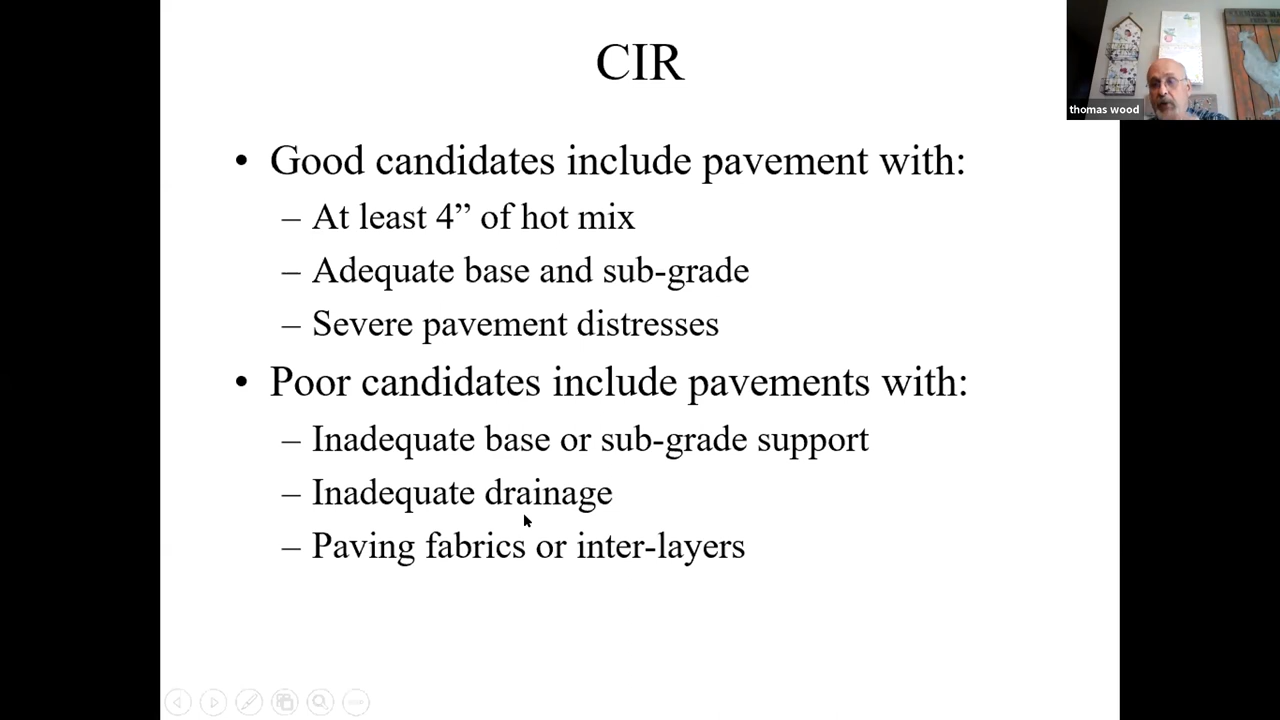 CIR
• Good candidates include pavement with:
– At least 4” of hot mix
– Adequate base and sub-grade
– Severe pavement distresses
• Poor candidates include pavements with:
– Inadequate base or sub-grade support
– Inadequate drainage
– Paving fabrics or inter-layers
thomas wood